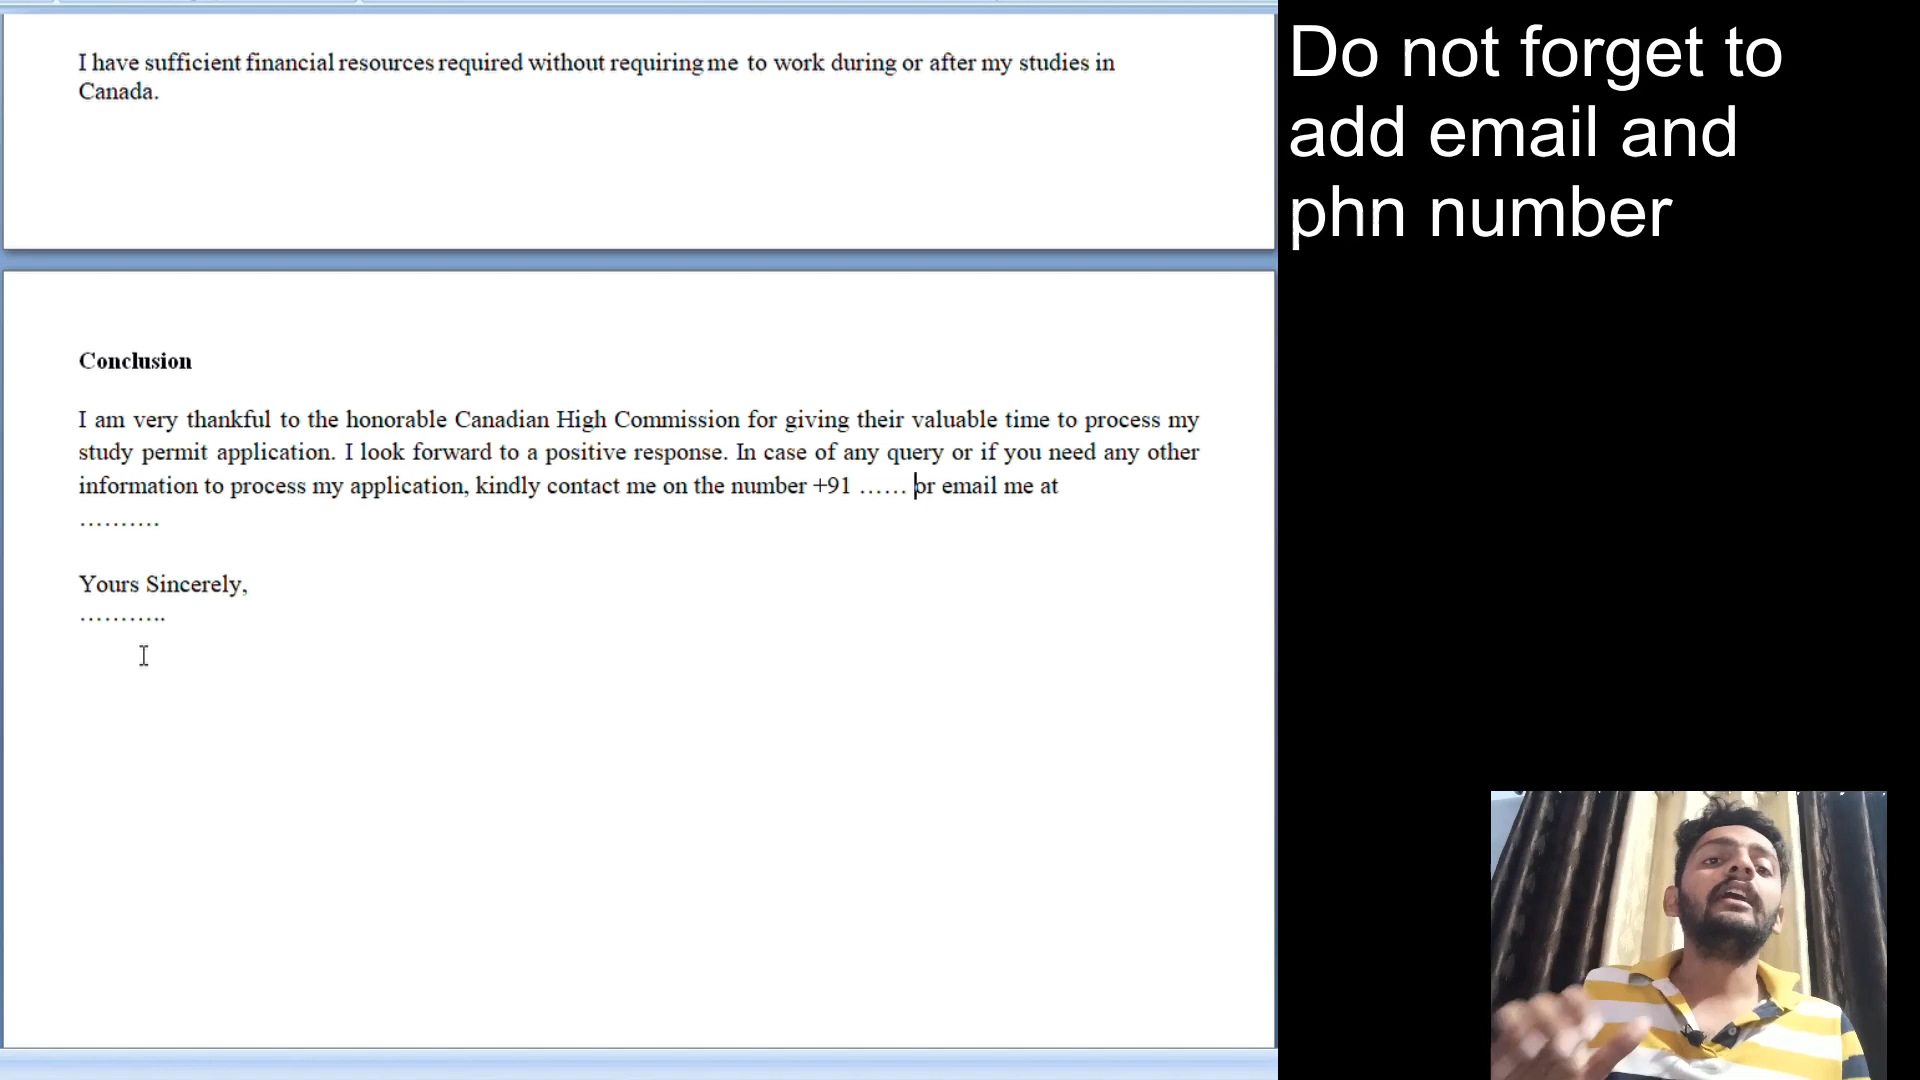 I have sufficient financial resources required without requiring me to work during or after my studies in
Canada.
Conclusion
I am very thankful to the honorable Canadian High Commission for giving their valuable time to process my
study permit application. I look forward to a positive response. In case of any query or if you need any other
information to process my application, kindly contact me on the number +91 …… or email me at
……….
Yours Sincerely,
………..
Do not forget to
add email and
phn number